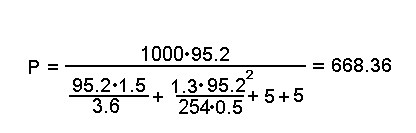 P = 1000•95.2 / (95.2•1.5 / 3.6 + 1.3•95.2² / 254•0.5 + 5 + 5) = 668.36